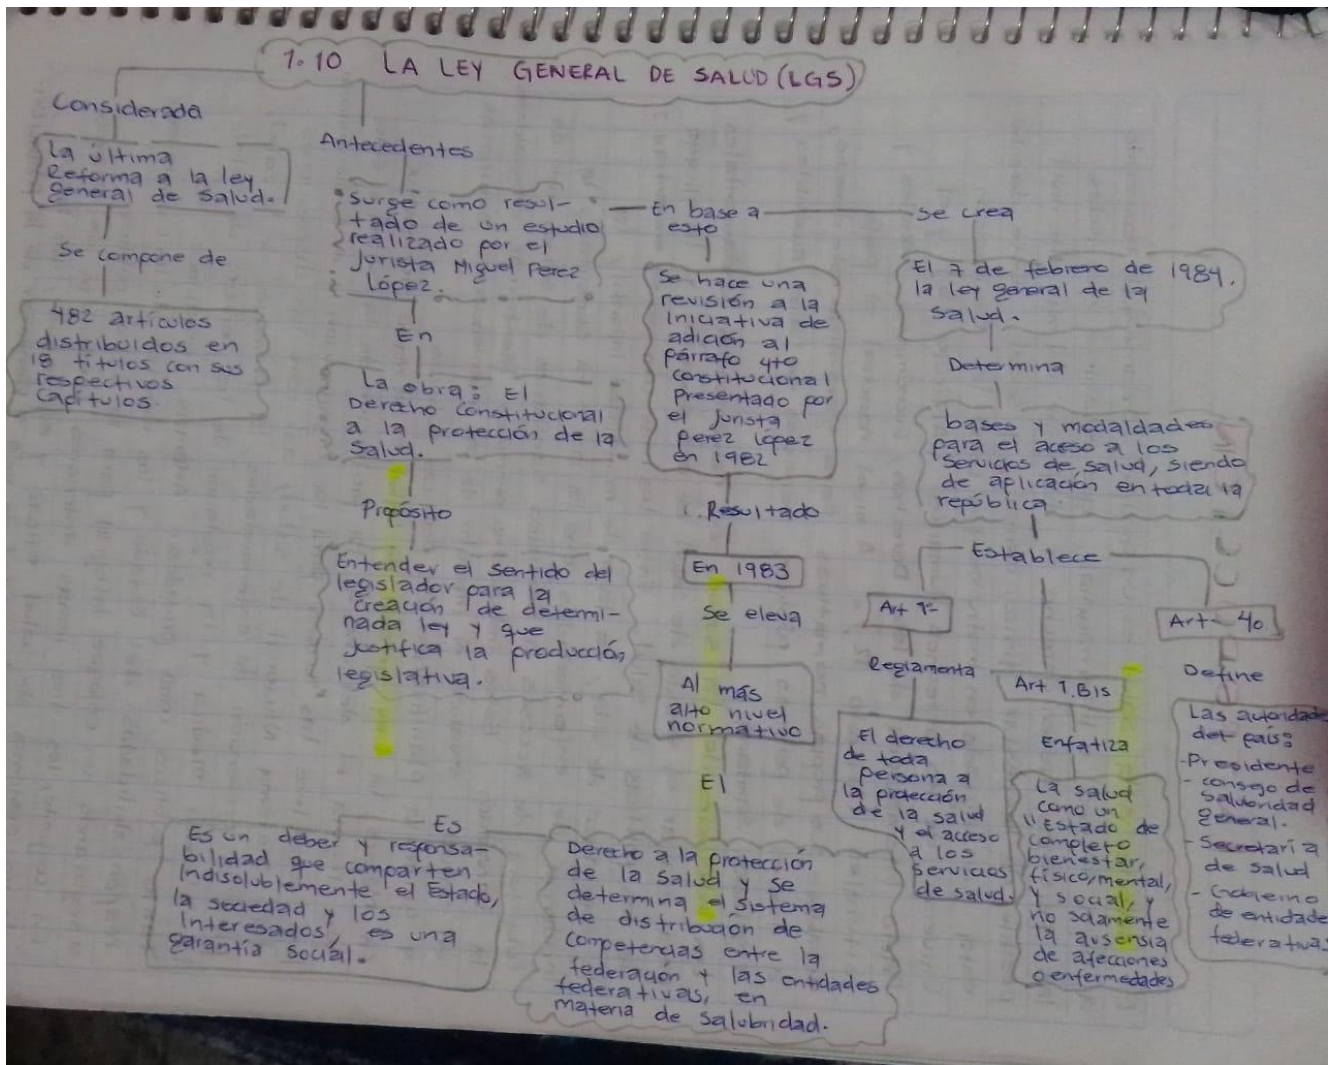 1.10 LA LEY GENERAL DE SALUD (LGS)
Considerada
La última
Reforma a la ley
general de Salud.
Se compone de
482 artículos
distribuidos en
18 títulos con sus
respectivos
Capítulos.
Antecedentes
Surge como resul-
tado de un estudio
realizado por el
jurista Miguel Perez
López.
En
La obra: El
Derecho Constitucional
a la protección de la
Salud.
Propósito
Entender el sentido del
legislador para la
creación de determi-
nada ley y que
justifica la producción
legislativa.
En base a
esto
Se hace una
revisión a la
iniciativa de
adición al
párrafo 4to
constitucional
Presentado por
el jurista
perez lópez
en 1982
Resultado
En 1983
Se eleva
Al más
alto nivel
normativo
El
Derecho a la protección
de la Salud y se
determina el sistema
de distribución de
competencias entre la
federación y las entidades
federativas, en
materia de salubridad.
ES
Es un deber y responsa-
bilidad que comparten
indisolublemente el Estado,
la sociedad y los
Interesados, es una
garantía social.
Se crea
El 7 de febrero de 1984.
la ley general de la
Salud.
Determina
bases y modaldades
para el acceso a los
Servicios de salud, siendo
de aplicación en toda la
república
Establece
Art 1-
Reglamenta
El derecho
de toda
persona a
la protección
de la salud
y el acceso
a los
servicios
de salud.
Art 1.Bis
Enfatiza
La salud
como un
"Estado de
completo
bienestar,
físico, mental,
y social, y
no solamente
la ausensia
de afecciones
o enfermedades
Art- 4o.
Define
Las autoridade
del país:
-Presidente
- consejo de
Salubridad
general.
- Secretaría
de salud
- Gobierno
de entidade
federativas